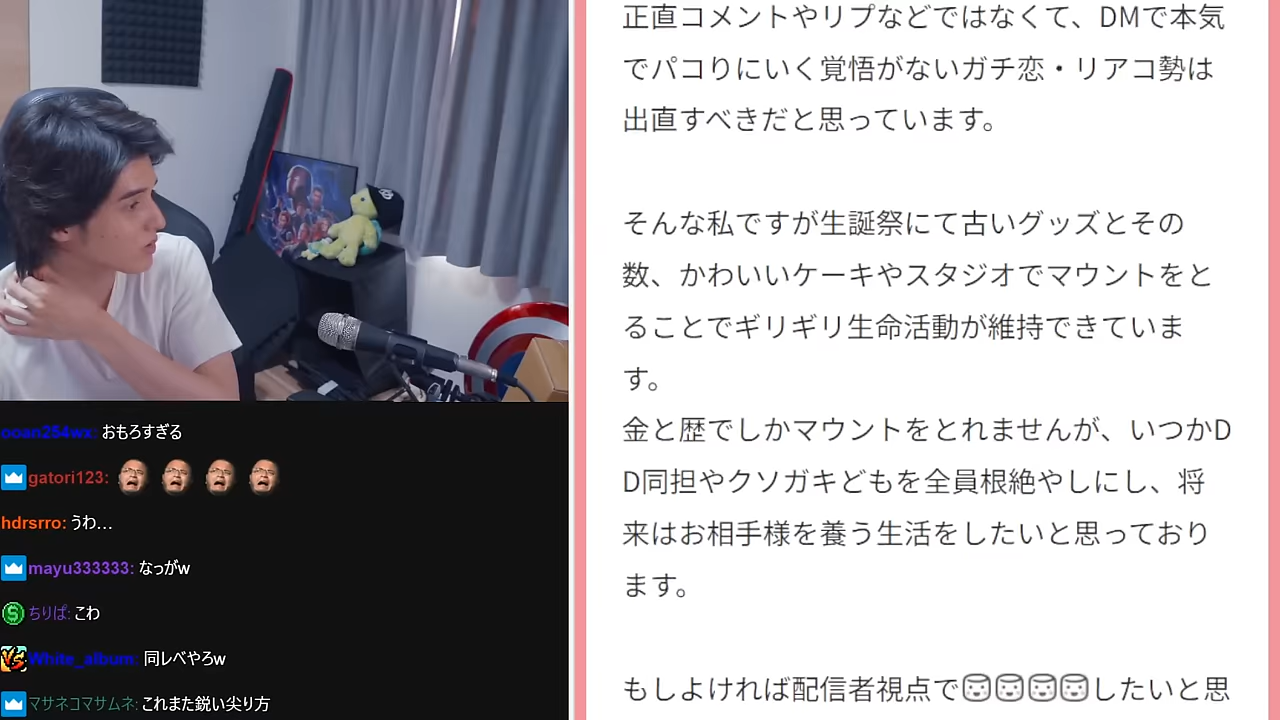 正直コメントやリプなどではなくて、DMで本気
でパコりにいく覚悟がないガチ恋・リアコ勢は
出直すべきだと思っています。
そんな私ですが生誕祭にて古いグッズとその
数、かわいいケーキやスタジオでマウントをと
ることでギリギリ生命活動が維持できていま
す。
金と歴でしかマウントをとれませんが、いつかD
D同担やクソガキどもを全員根絶やしにし、将
来はお相手様を養う生活をしたいと思っており
ます。
もしよければ配信者視点でしたいと思
ooan254wx: おもろすぎる
gatori123:
hdrsrro: うわ…
mayu333333: なっがw
ちりぱ: こわ
White_album: 同レベやろw
マサネコマサムネ: これまた鋭い尖り方